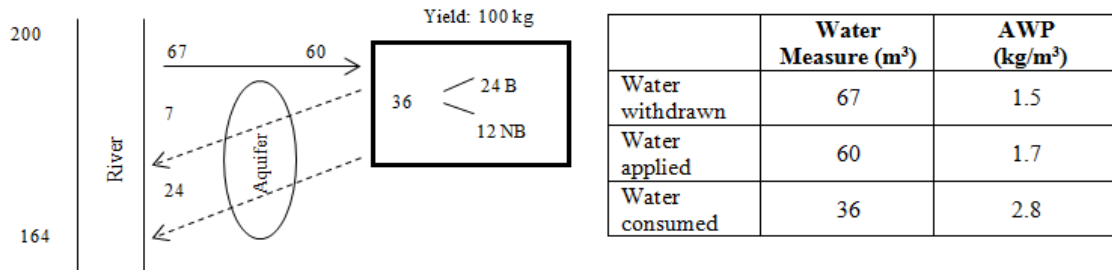 Yield: 100 kg
200
67 60
36
24 B
12 NB
7
24
164
River
Aquifer
Water Measure (m³) AWP (kg/m³)
Water withdrawn 67 1.5
Water applied 60 1.7
Water consumed 36 2.8